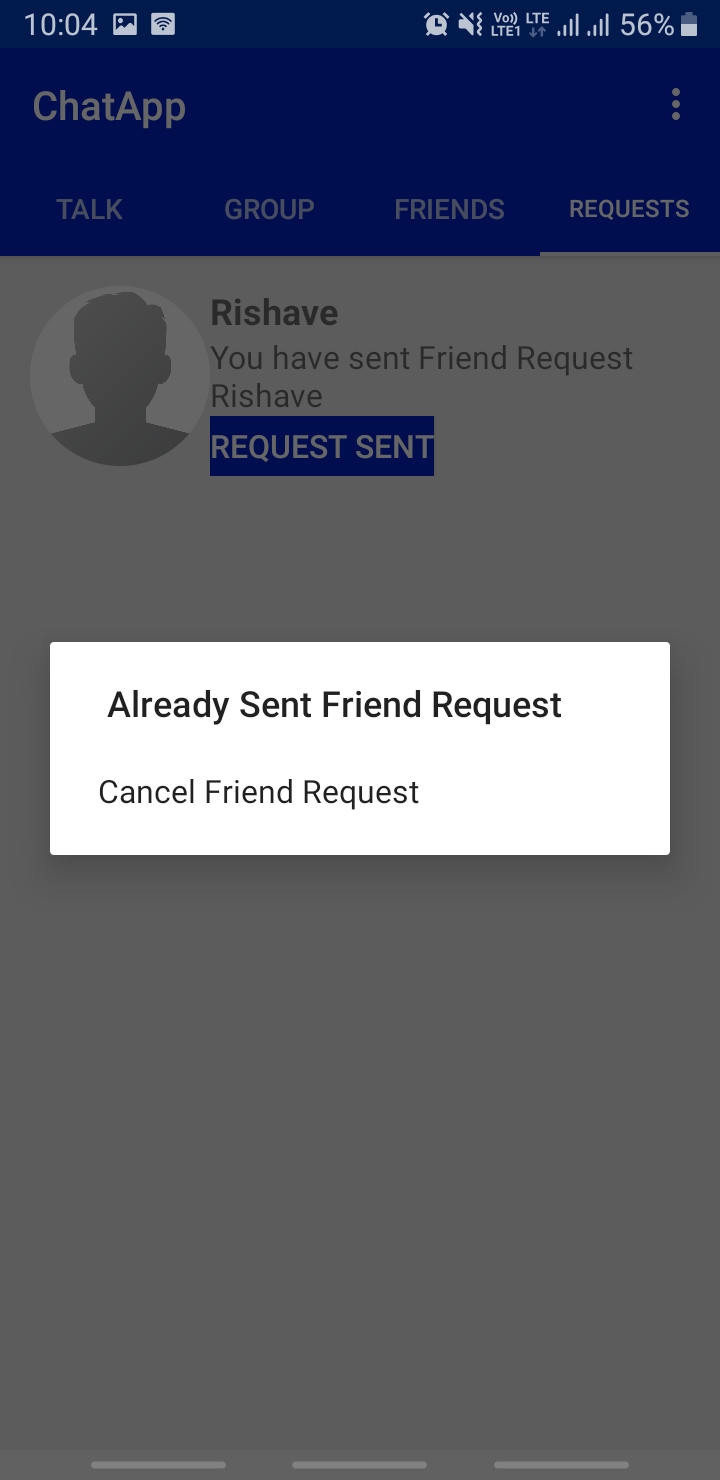 10:04 Vo)) LTE1 LTE 56%
ChatApp
TALK GROUP FRIENDS REQUESTS
Rishave
You have sent Friend Request
Rishave
REQUEST SENT
Already Sent Friend Request
Cancel Friend Request